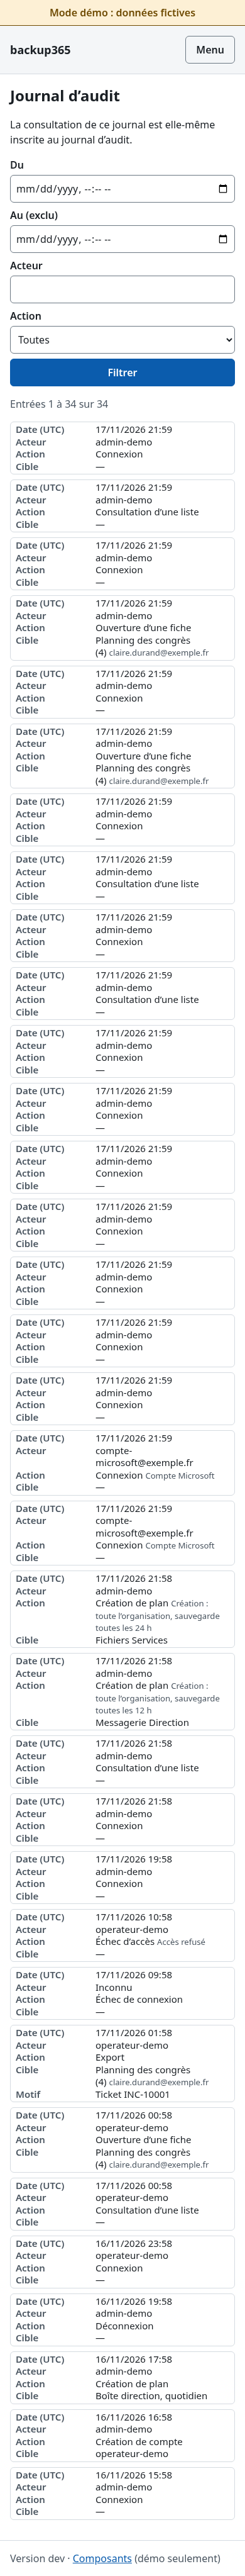 Mode démo : données fictives
backup365
Menu
Journal d’audit
La consultation de ce journal est elle-même
inscrite au journal d’audit.
Du
mm/dd/yyyy, --:-- --
Au (exclu)
mm/dd/yyyy, --:-- --
Acteur
Action
Toutes
Filtrer
Entrées 1 à 34 sur 34
Date (UTC) 17/11/2026 21:59
Acteur admin-demo
Action Connexion
Cible —
Date (UTC) 17/11/2026 21:59
Acteur admin-demo
Action Consultation d’une liste
Cible —
Date (UTC) 17/11/2026 21:59
Acteur admin-demo
Action Connexion
Cible —
Date (UTC) 17/11/2026 21:59
Acteur admin-demo
Action Ouverture d’une fiche
Cible Planning des congrès
(4) claire.durand@exemple.fr
Date (UTC) 17/11/2026 21:59
Acteur admin-demo
Action Connexion
Cible —
Date (UTC) 17/11/2026 21:59
Acteur admin-demo
Action Ouverture d’une fiche
Cible Planning des congrès
(4) claire.durand@exemple.fr
Date (UTC) 17/11/2026 21:59
Acteur admin-demo
Action Connexion
Cible —
Date (UTC) 17/11/2026 21:59
Acteur admin-demo
Action Consultation d’une liste
Cible —
Date (UTC) 17/11/2026 21:59
Acteur admin-demo
Action Connexion
Cible —
Date (UTC) 17/11/2026 21:59
Acteur admin-demo
Action Consultation d’une liste
Cible —
Date (UTC) 17/11/2026 21:59
Acteur admin-demo
Action Connexion
Cible —
Date (UTC) 17/11/2026 21:59
Acteur admin-demo
Action Connexion
Cible —
Date (UTC) 17/11/2026 21:59
Acteur admin-demo
Action Connexion
Cible —
Date (UTC) 17/11/2026 21:59
Acteur admin-demo
Action Connexion
Cible —
Date (UTC) 17/11/2026 21:59
Acteur admin-demo
Action Connexion
Cible —
Date (UTC) 17/11/2026 21:59
Acteur admin-demo
Action Connexion
Cible —
Date (UTC) 17/11/2026 21:59
Acteur admin-demo
Action Connexion
Cible —
Date (UTC) 17/11/2026 21:59
Acteur compte-
microsoft@exemple.fr
Action Connexion Compte Microsoft
Cible —
Date (UTC) 17/11/2026 21:59
Acteur compte-
microsoft@exemple.fr
Action Connexion Compte Microsoft
Cible —
Date (UTC) 17/11/2026 21:58
Acteur admin-demo
Action Création de plan Création :
toute l’organisation, sauvegarde
toutes les 24 h
Cible Fichiers Services
Date (UTC) 17/11/2026 21:58
Acteur admin-demo
Action Création de plan Création :
toute l’organisation, sauvegarde
toutes les 12 h
Cible Messagerie Direction
Date (UTC) 17/11/2026 21:58
Acteur admin-demo
Action Consultation d’une liste
Cible —
Date (UTC) 17/11/2026 21:58
Acteur admin-demo
Action Connexion
Cible —
Date (UTC) 17/11/2026 19:58
Acteur admin-demo
Action Connexion
Cible —
Date (UTC) 17/11/2026 10:58
Acteur operateur-demo
Action Échec d’accès Accès refusé
Cible —
Date (UTC) 17/11/2026 09:58
Acteur Inconnu
Action Échec de connexion
Cible —
Date (UTC) 17/11/2026 01:58
Acteur operateur-demo
Action Export
Cible Planning des congrès
(4) claire.durand@exemple.fr
Motif Ticket INC-10001
Date (UTC) 17/11/2026 00:58
Acteur operateur-demo
Action Ouverture d’une fiche
Cible Planning des congrès
(4) claire.durand@exemple.fr
Date (UTC) 17/11/2026 00:58
Acteur operateur-demo
Action Consultation d’une liste
Cible —
Date (UTC) 16/11/2026 23:58
Acteur operateur-demo
Action Connexion
Cible —
Date (UTC) 16/11/2026 19:58
Acteur admin-demo
Action Déconnexion
Cible —
Date (UTC) 16/11/2026 17:58
Acteur admin-demo
Action Création de plan
Cible Boîte direction, quotidien
Date (UTC) 16/11/2026 16:58
Acteur admin-demo
Action Création de compte
Cible operateur-demo
Date (UTC) 16/11/2026 15:58
Acteur admin-demo
Action Connexion
Cible —
Version dev · Composants (démo seulement)